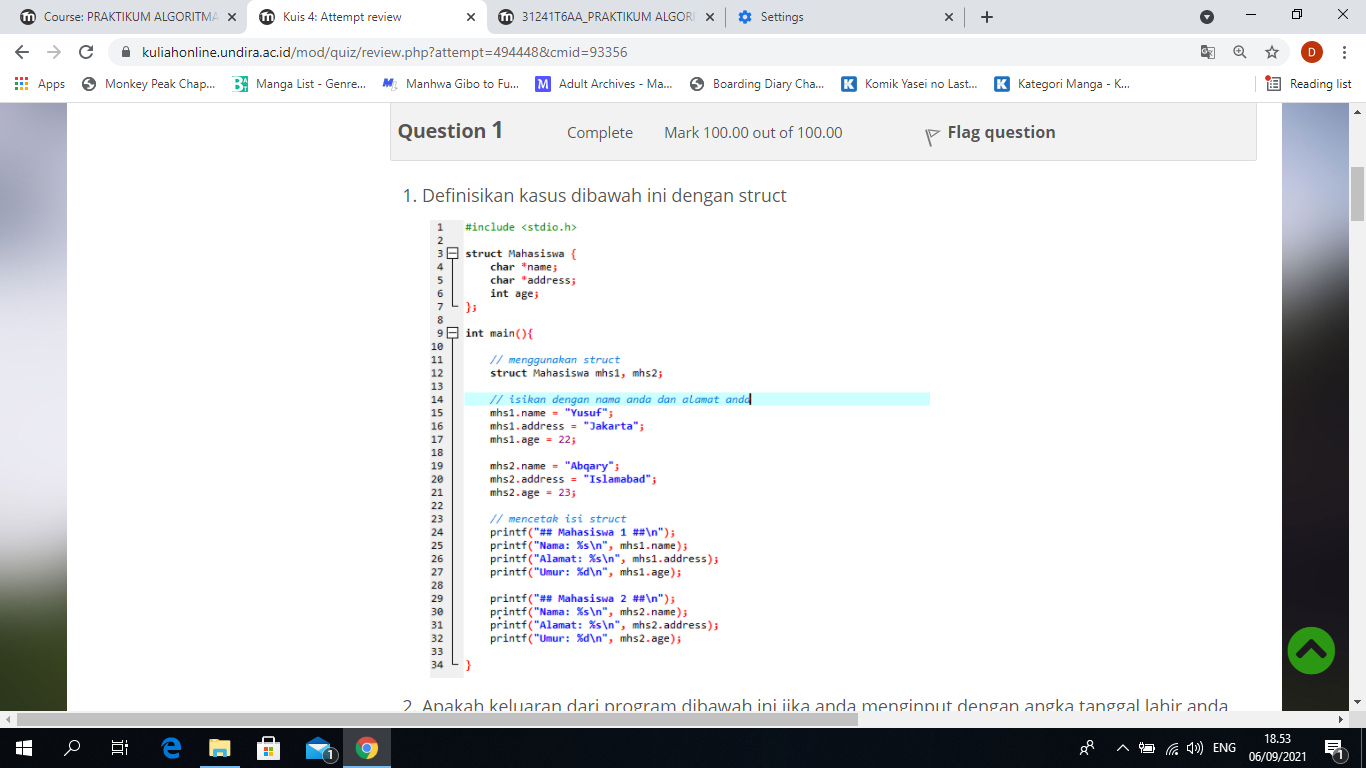 Course: PRAKTIKUM ALGORITMA
Kuis 4: Attempt review
31241T6AA_PRAKTIKUM ALGORI
Settings
kuliahonline.undira.ac.id/mod/quiz/review.php?attempt=494448&cmid=93356
D
Apps
Monkey Peak Chap...
Manga List - Genre...
Manhwa Gibo to Fu...
Adult Archives - Ma...
Boarding Diary Cha...
Komik Yasei no Last...
Kategori Manga - K...
Reading list
Question 1
Complete
Mark 100.00 out of 100.00
Flag question
1. Definisikan kasus dibawah ini dengan struct
1 #include <stdio.h>
2
3 struct Mahasiswa {
4 char *name;
5 char *address;
6 int age;
7 };
8
9 int main(){
10
11 // menggunakan struct
12 struct Mahasiswa mhs1, mhs2;
13
14 // isikan dengan nama anda dan alamat anda
15 mhs1.name = "Yusuf";
16 mhs1.address = "Jakarta";
17 mhs1.age = 22;
18
19 mhs2.name = "Abqary";
20 mhs2.address = "Islamabad";
21 mhs2.age = 23;
22
23 // mencetak isi struct
24 printf("## Mahasiswa 1 ##\n");
25 printf("Nama: %s\n", mhs1.name);
26 printf("Alamat: %s\n", mhs1.address);
27 printf("Umur: %d\n", mhs1.age);
28
29 printf("## Mahasiswa 2 ##\n");
30 printf("Nama: %s\n", mhs2.name);
31 printf("Alamat: %s\n", mhs2.address);
32 printf("Umur: %d\n", mhs2.age);
33
34 }
2. Apakah keluaran dari program dibawah ini jika anda menginput dengan angka tanggal lahir anda
1
ENG
18.53
06/09/2021
1